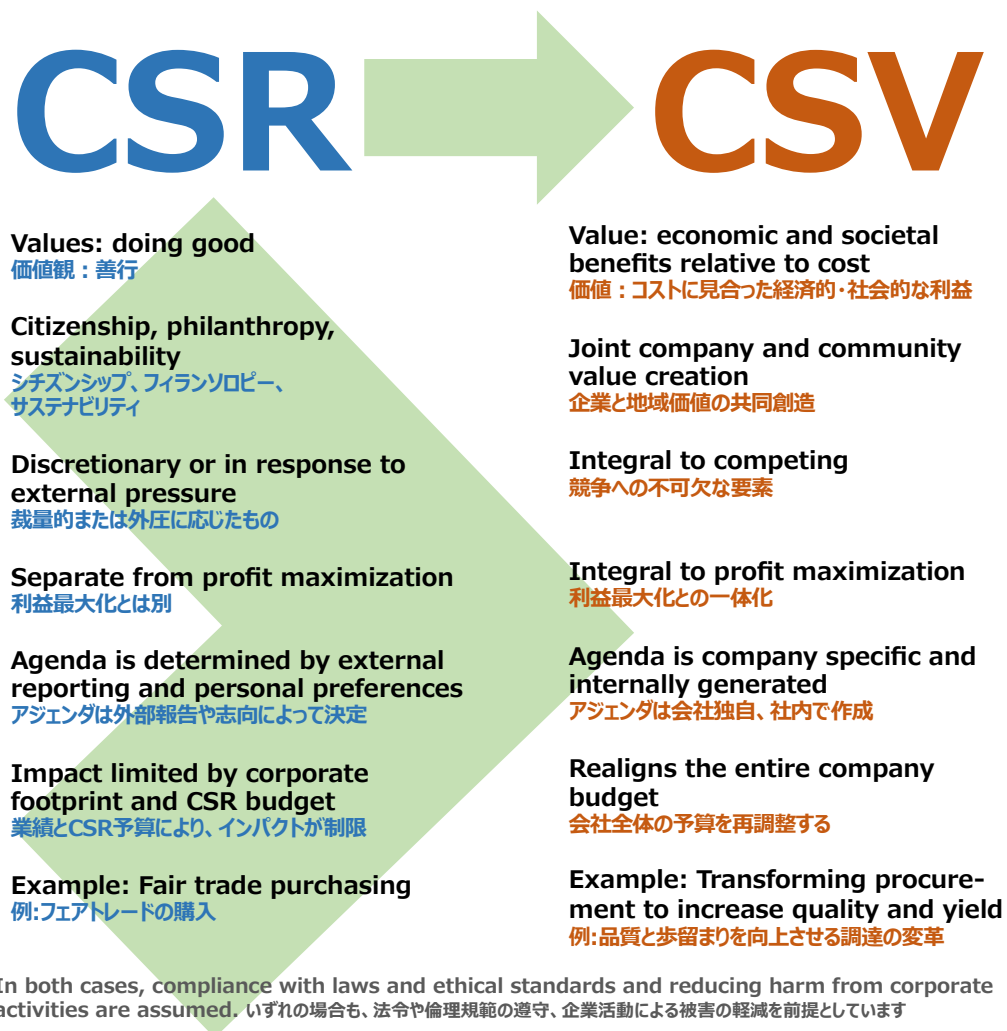 CSR
CSV
Values: doing good
価値観：善行
Citizenship, philanthropy,
sustainability
シチズンシップ、フィランソロピー、
サステナビリティ
Discretionary or in response to
external pressure
裁量的または外圧に応じたもの
Separate from profit maximization
利益最大化とは別
Agenda is determined by external
reporting and personal preferences
アジェンダは外部報告や志向によって決定
Impact limited by corporate
footprint and CSR budget
業績とCSR予算により、インパクトが制限
Example: Fair trade purchasing
例:フェアトレードの購入
Value: economic and societal
benefits relative to cost
価値：コストに見合った経済的・社会的な利益
Joint company and community
value creation
企業と地域価値の共同創造
Integral to competing
競争への不可欠な要素
Integral to profit maximization
利益最大化との一体化
Agenda is company specific and
internally generated
アジェンダは会社独自、社内で作成
Realigns the entire company
budget
会社全体の予算を再調整する
Example: Transforming procure-
ment to increase quality and yield
例:品質と歩留まりを向上させる調達の変革
In both cases, compliance with laws and ethical standards and reducing harm from corporate
activities are assumed. いずれの場合も、法令や倫理規範の遵守、企業活動による被害の軽減を前提としています